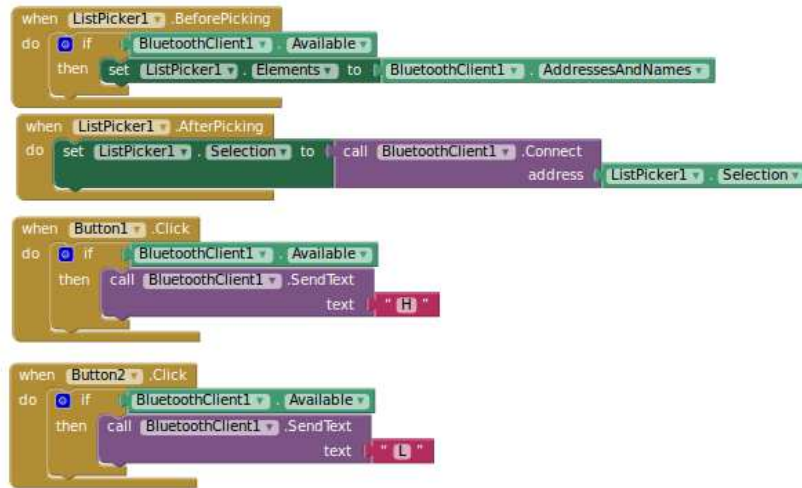 when ListPicker1 .BeforePicking
do if BluetoothClient1 . Available
then set ListPicker1 . Elements to BluetoothClient1 . AddressesAndNames
when ListPicker1 .AfterPicking
do set ListPicker1 . Selection to call BluetoothClient1 .Connect
address ListPicker1 . Selection
when Button1 .Click
do if BluetoothClient1 . Available
then call BluetoothClient1 .SendText
text " H "
when Button2 .Click
do if BluetoothClient1 . Available
then call BluetoothClient1 .SendText
text " L "